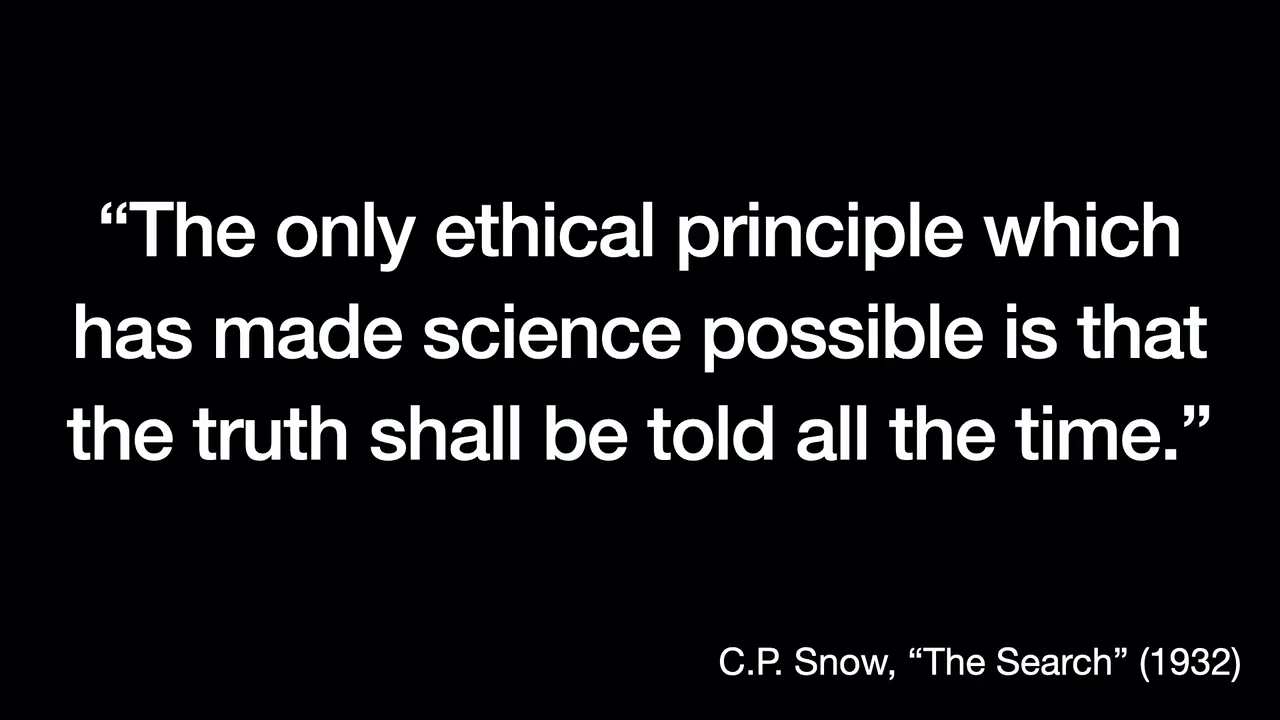 “The only ethical principle which
has made science possible is that
the truth shall be told all the time.”
C.P. Snow, “The Search” (1932)